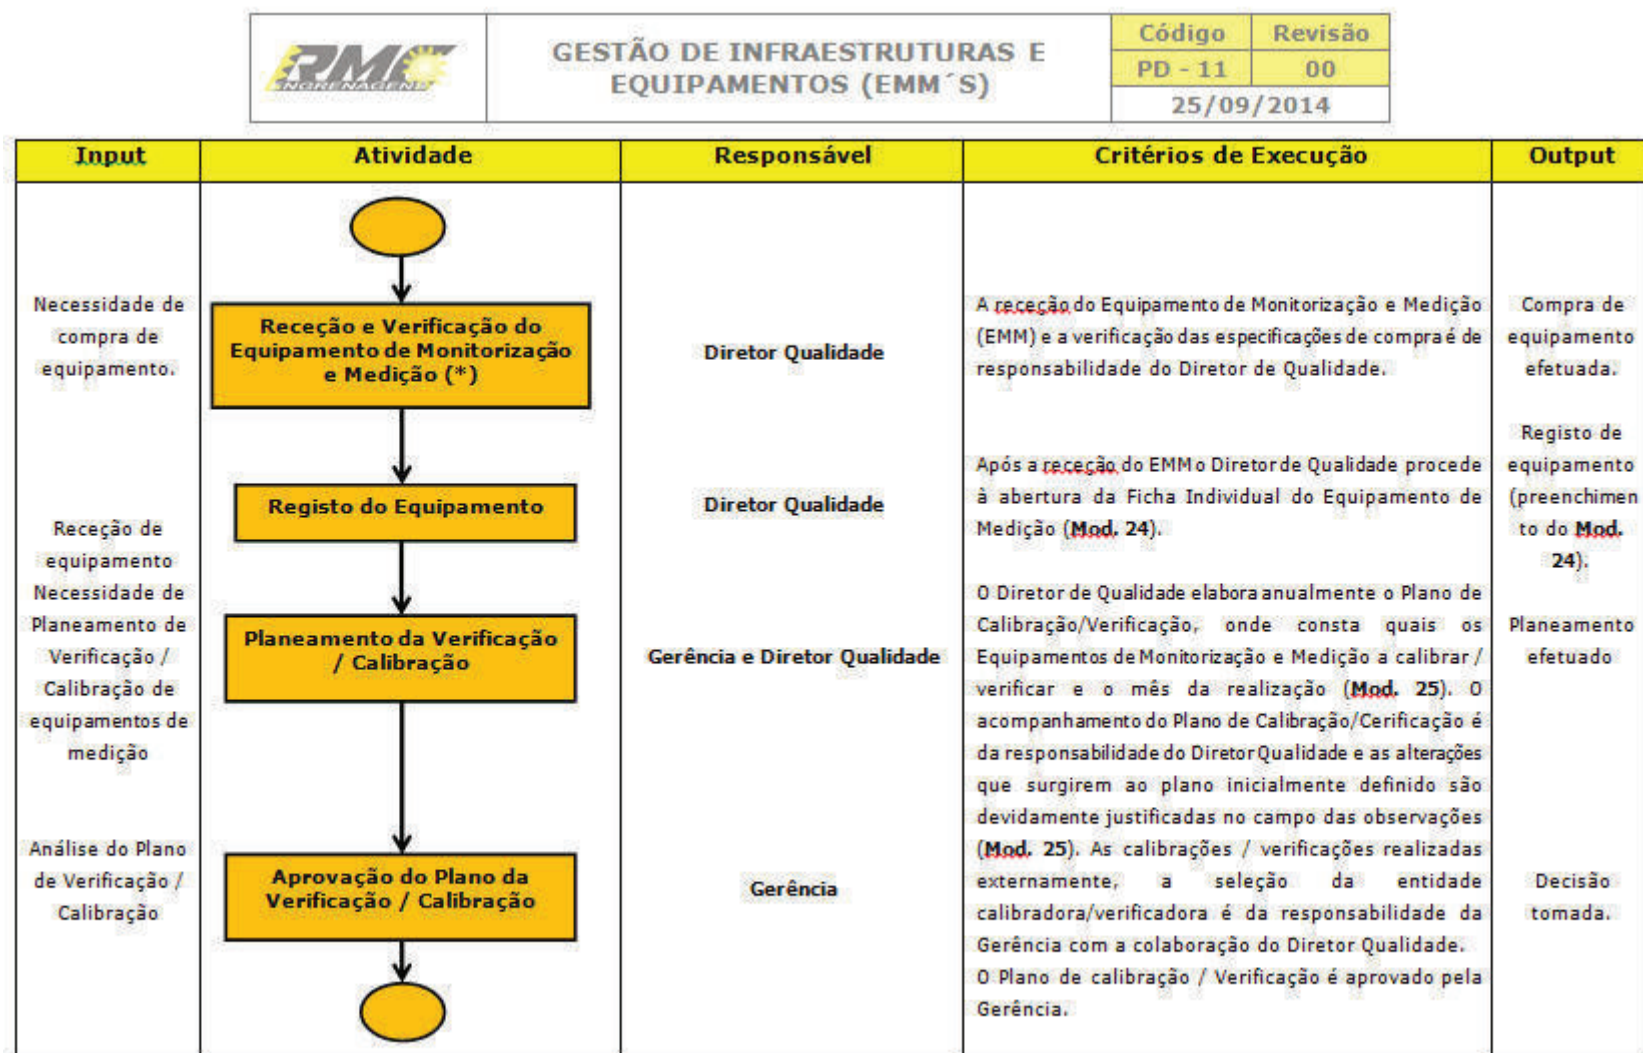 RMC
ENGRENAGENS
GESTÃO DE INFRAESTRUTURAS E
EQUIPAMENTOS (EMM´S)
Código Revisão
PD - 11 00
25/09/2014
Input Atividade Responsável Critérios de Execução Output
Necessidade de
compra de
equipamento.
Receção e Verificação do
Equipamento de Monitorização
e Medição (*)
Diretor Qualidade
A receção do Equipamento de Monitorização e Medição
(EMM) e a verificação das especificações de compra é de
responsabilidade do Diretor de Qualidade.
Compra de
equipamento
efetuada.
Registo do Equipamento
Diretor Qualidade
Após a receção do EMM o Diretor de Qualidade procede
à abertura da Ficha Individual do Equipamento de
Medição (Mod. 24).
Registo de
equipamento
(preenchimen
to do Mod.
24).
Receção de
equipamento
Necessidade de
Planeamento de
Verificação /
Calibração de
equipamentos de
medição
Planeamento da Verificação
/ Calibração
Gerência e Diretor Qualidade
O Diretor de Qualidade elabora anualmente o Plano de
Calibração/Verificação, onde consta quais os
Equipamentos de Monitorização e Medição a calibrar /
verificar e o mês da realização (Mod. 25). O
acompanhamento do Plano de Calibração/Cerificação é
da responsabilidade do Diretor Qualidade e as alterações
que surgirem ao plano inicialmente definido são
devidamente justificadas no campo das observações
(Mod. 25). As calibrações / verificações realizadas
externamente, a seleção da entidade
calibradora/verificadora é da responsabilidade da
Gerência com a colaboração do Diretor Qualidade.
O Plano de calibração / Verificação é aprovado pela
Gerência.
Planeamento
efetuado
Análise do Plano
de Verificação /
Calibração
Aprovação do Plano da
Verificação / Calibração
Gerência
Decisão
tomada.